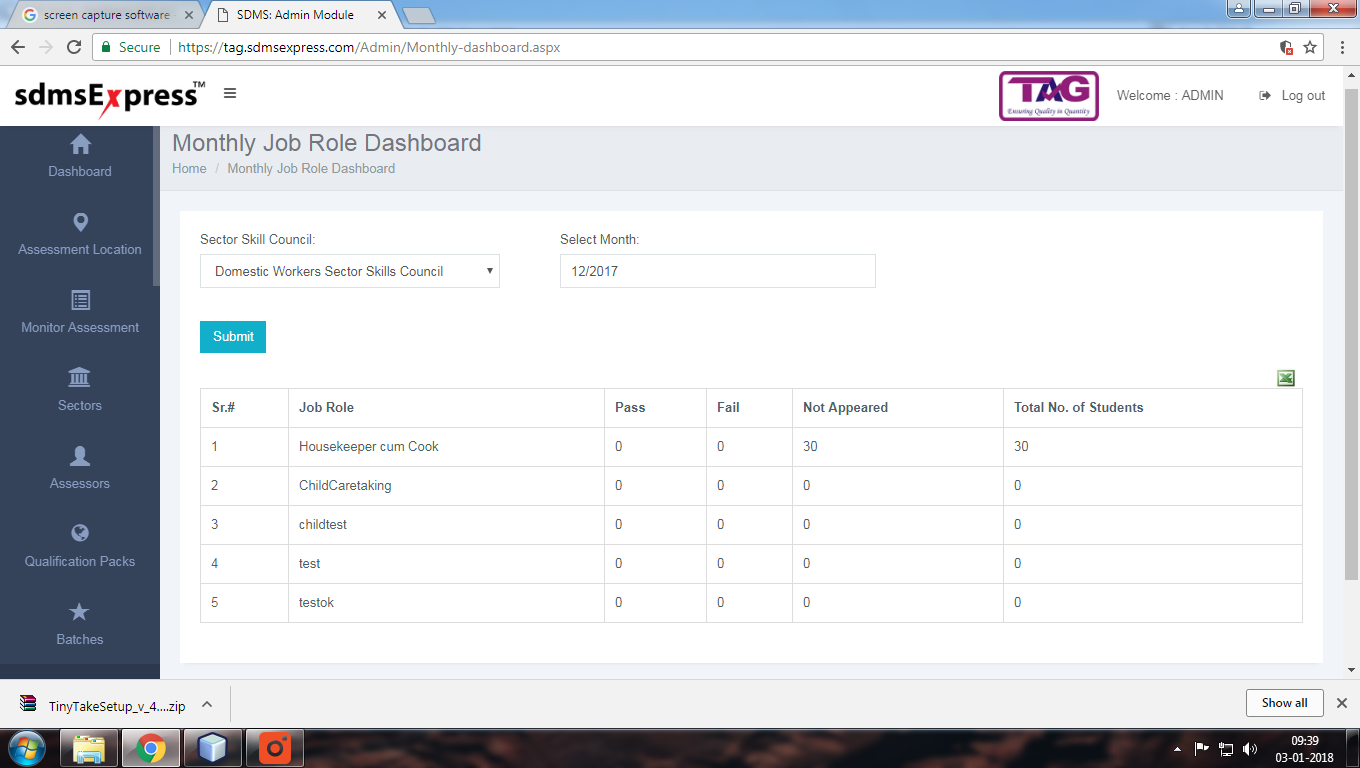 screen capture software
SDMS: Admin Module
Secure
https://tag.sdmsexpress.com/Admin/Monthly-dashboard.aspx
sdmsExpress™
TAG
Ensuring Quality in Quantity
Welcome : ADMIN
Log out
Dashboard
Assessment Location
Monitor Assessment
Sectors
Assessors
Qualification Packs
Batches
Monthly Job Role Dashboard
Home / Monthly Job Role Dashboard
Sector Skill Council: Select Month:
Domestic Workers Sector Skills Council 12/2017
Submit
Sr.# Job Role Pass Fail Not Appeared Total No. of Students
1 Housekeeper cum Cook 0 0 30 30
2 ChildCaretaking 0 0 0 0
3 childtest 0 0 0 0
4 test 0 0 0 0
5 testok 0 0 0 0
TinyTakeSetup_v_4....zip
Show all
09:39
03-01-2018